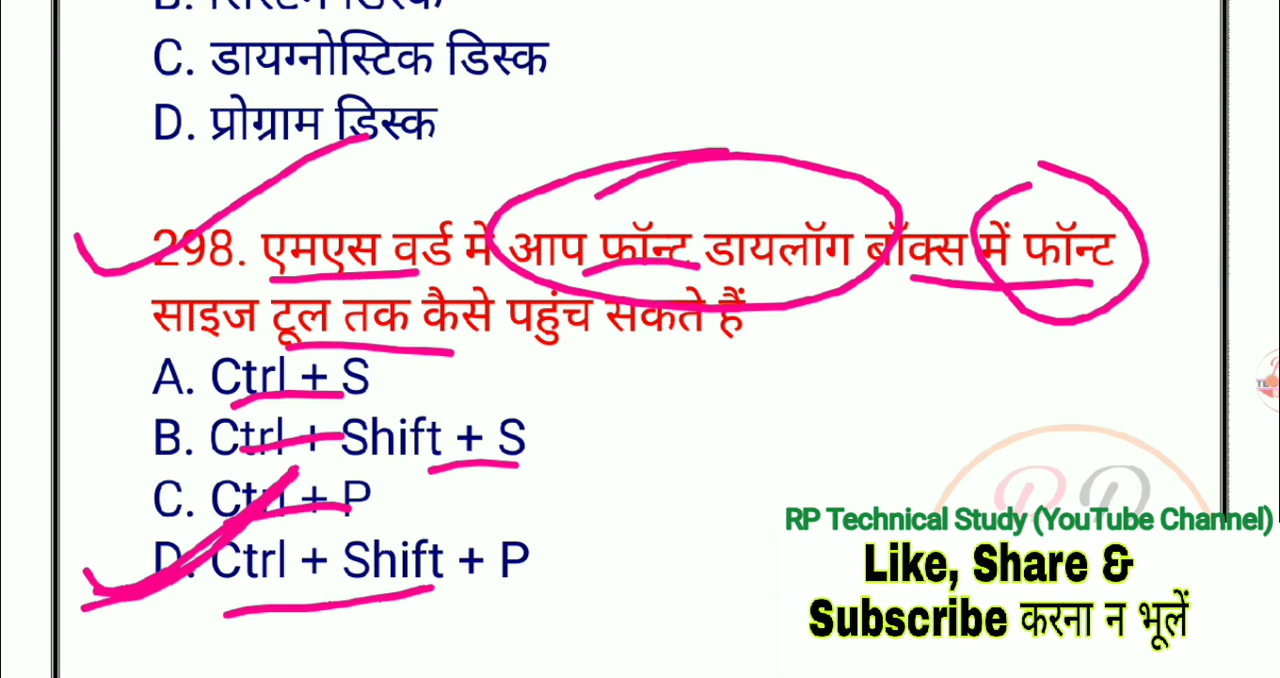 C. डायग्नोस्टिक डिस्क
D. प्रोग्राम डिस्क
298. एमएस वर्ड में आप फॉन्ट डायलॉग बॉक्स में फॉन्ट
साइज टूल तक कैसे पहुंच सकते हैं
A. Ctrl + S
B. Ctrl + Shift + S
C. Ctrl + P
D. Ctrl + Shift + P
RP Technical Study (YouTube Channel)
Like, Share &
Subscribe करना न भूलें